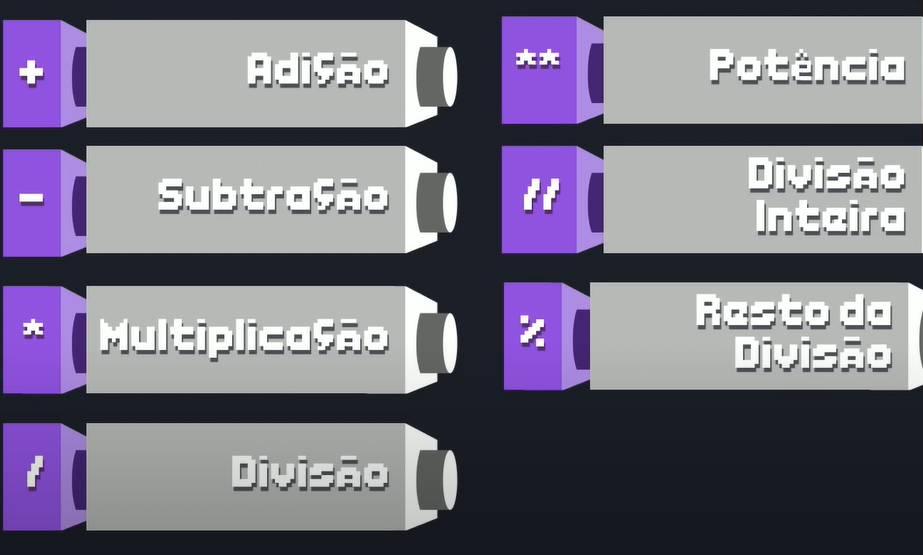 + Adição
- Subtração
* Multiplicação
/ Divisão
** Potência
// Divisão
Inteira
% Resto da
Divisão